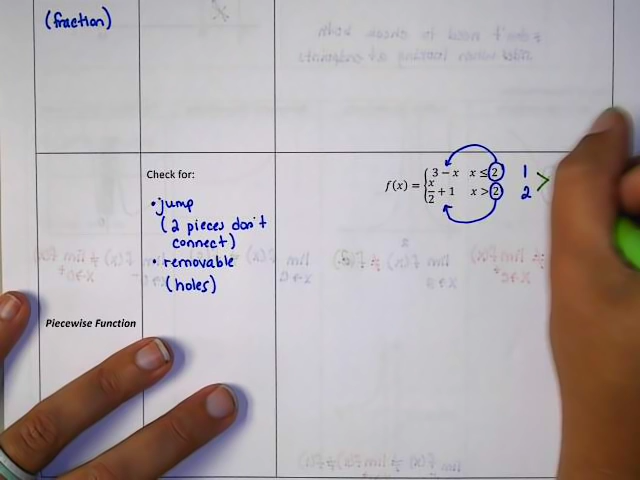 (fraction)
Check for:
• jump
(2 pieces don't
connect)
• removable
(holes)
Piecewise Function
f(x) = { 3 − x   x ≤ 2   1
x/2 + 1   x > 2   2 >